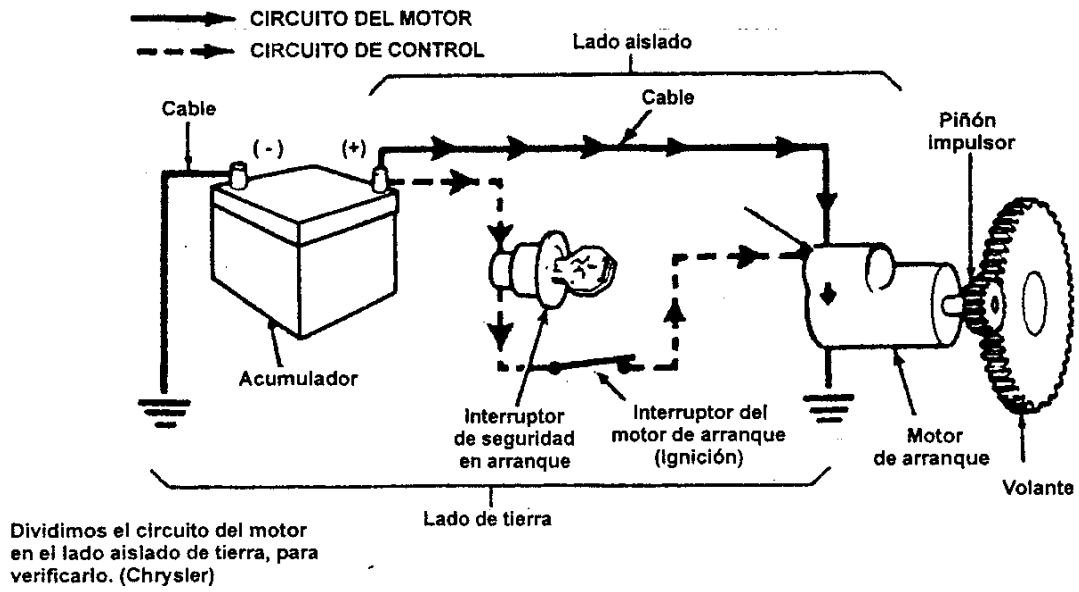 CIRCUITO DEL MOTOR
CIRCUITO DE CONTROL
Lado aislado
Cable
Cable
(-)
(+)
Piñón
impulsor
Acumulador
Interruptor
de seguridad
en arranque
Interruptor del
motor de arranque
(Ignición)
Motor
de arranque
Volante
Lado de tierra
Dividimos el circuito del motor
en el lado aislado de tierra, para
verificarlo. (Chrysler)